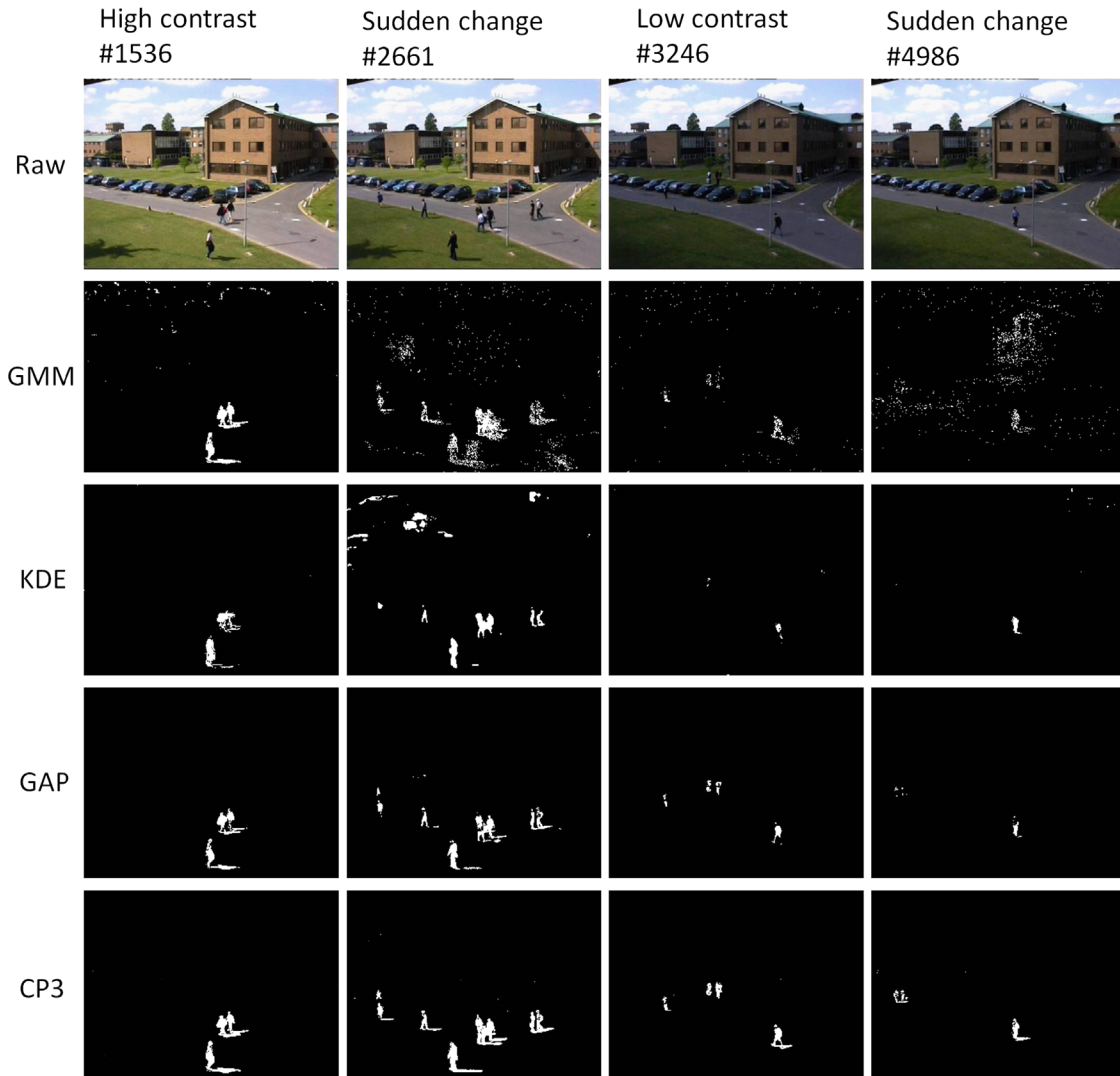 High contrast
#1536
Sudden change
#2661
Low contrast
#3246
Sudden change
#4986
Raw
GMM
KDE
GAP
CP3